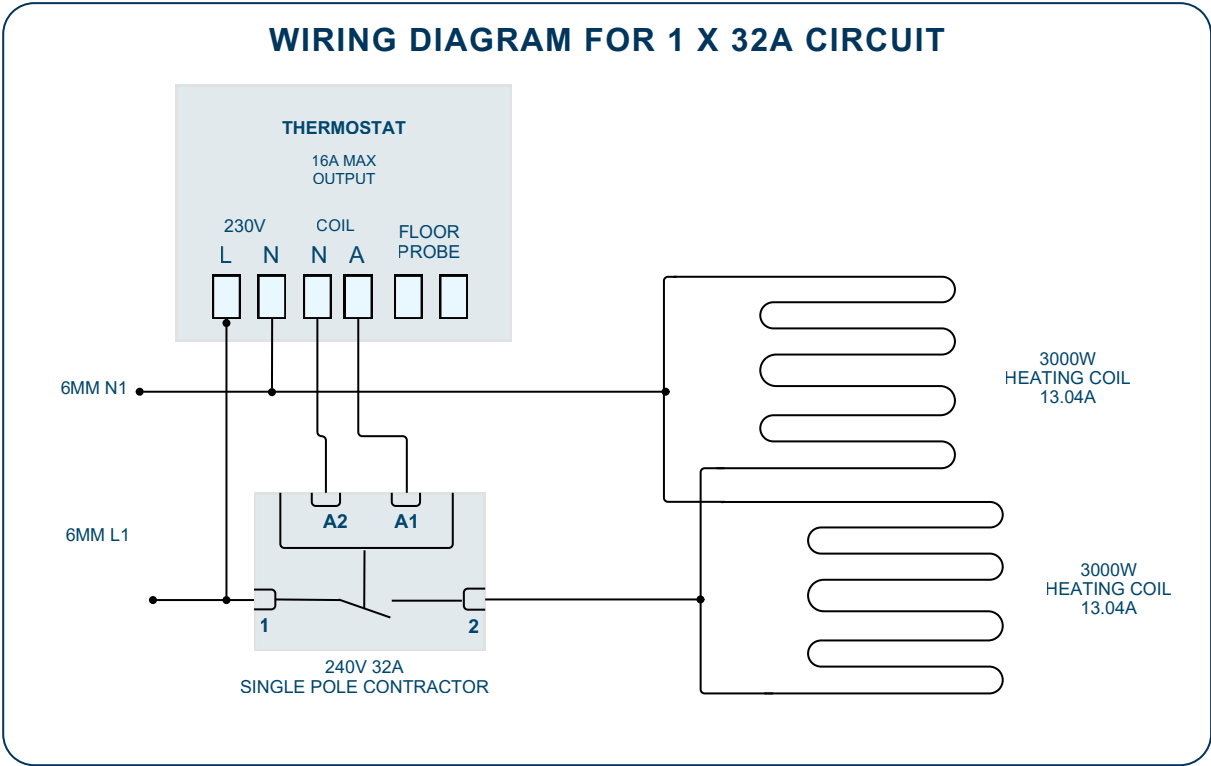 WIRING DIAGRAM FOR 1 X 32A CIRCUIT
THERMOSTAT
16A MAX
OUTPUT
230V
COIL
FLOOR
PROBE
L
N
N
A
6MM N1
3000W
HEATING COIL
13.04A
A2
A1
6MM L1
3000W
HEATING COIL
13.04A
1
2
240V 32A
SINGLE POLE CONTRACTOR